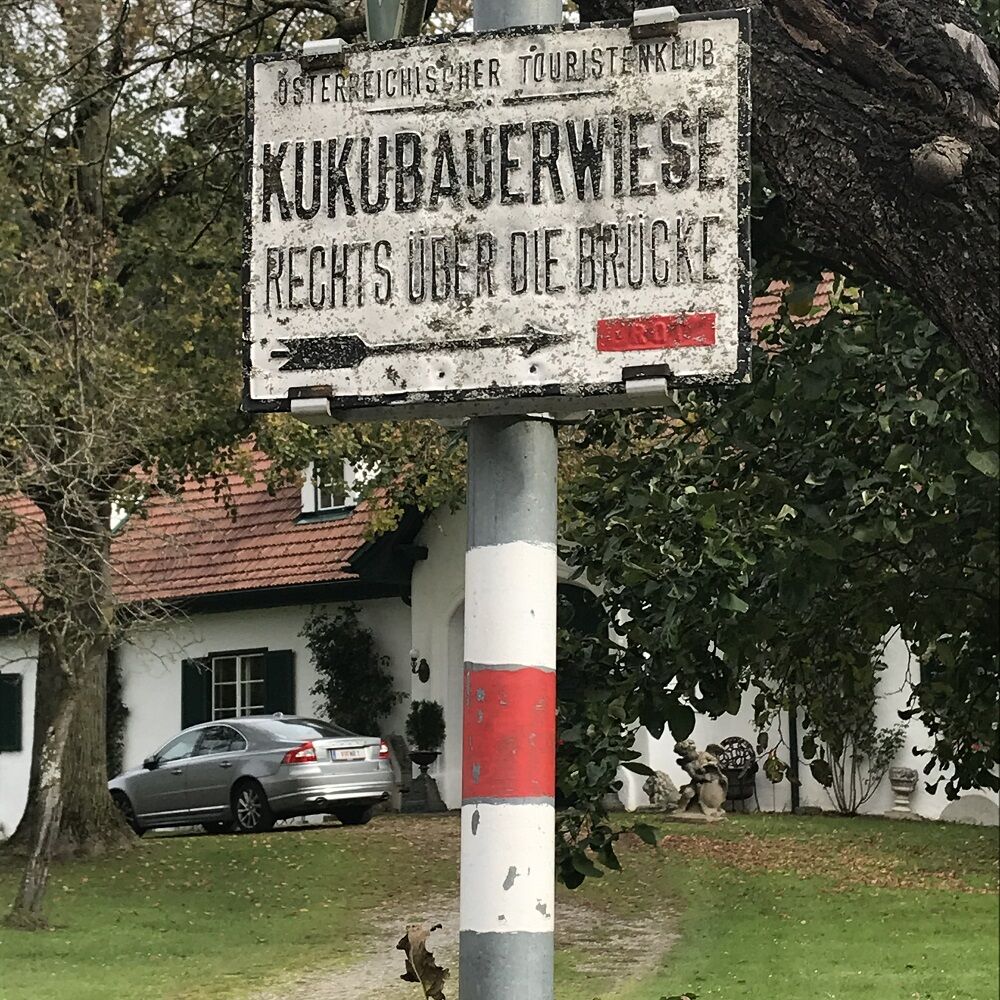 ÖSTERREICHISCHER TOURISTENKLUB
KUKUBAUERWIESE
RECHTS ÜBER DIE BRÜCKE